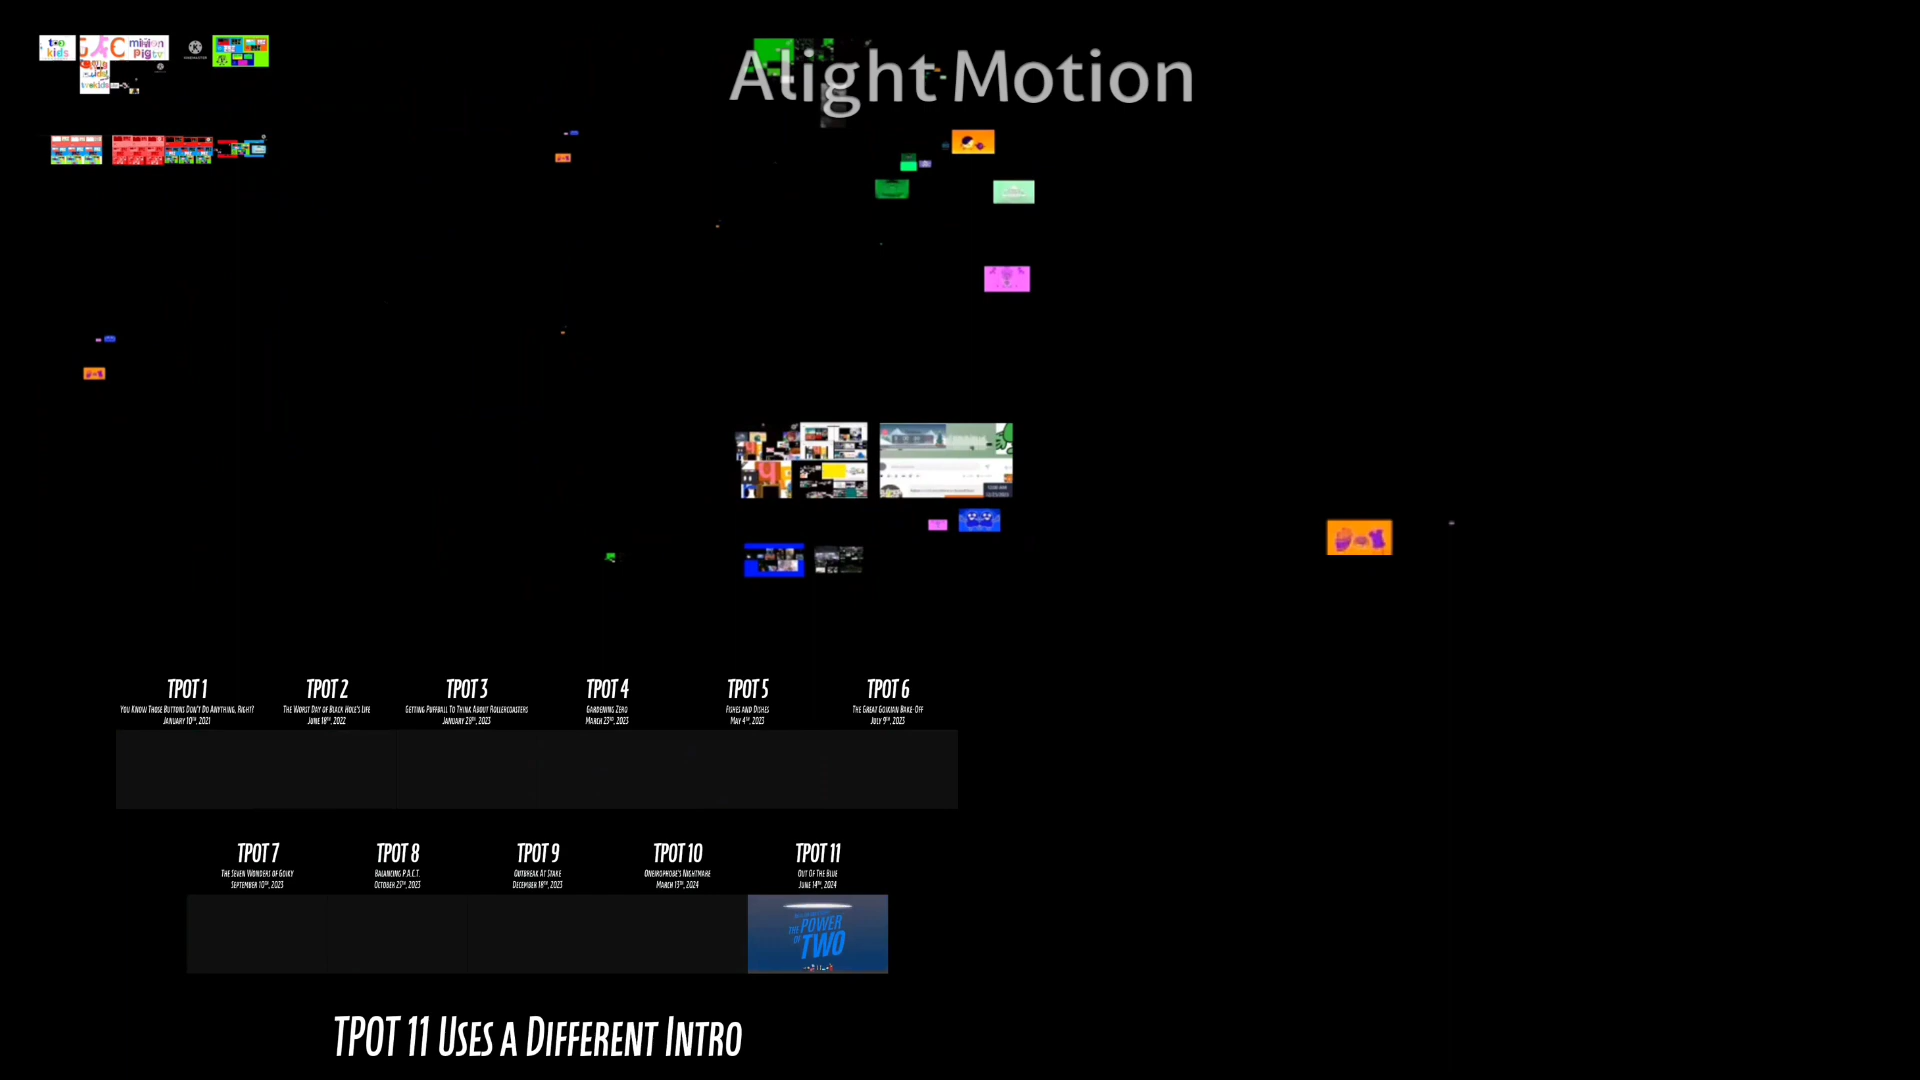 Alight Motion
kids
TPOT 1
TPOT 2
TPOT 3
TPOT 4
TPOT 5
TPOT 6
You Know Those Buttons Don't Do Anything, Right?
The Worst Day of Black Hole's Life
Getting Puffball To Think About Rollercoasters
Gardening Zero
Fishes and Dishes
The Great Goikian Bake-Off
January 10th, 2021
June 18th, 2022
January 28th, 2023
March 23rd, 2023
May 4th, 2023
July 9th, 2023
TPOT 7
TPOT 8
TPOT 9
TPOT 10
TPOT 11
The Seven Wonders of Goiky
Balancing P.A.C.T.
Outbreak At Stake
Oneirophobe's Nightmare
Out Of The Blue
September 10th, 2023
October 25th, 2023
December 18th, 2023
March 13th, 2024
June 14th, 2024
THE POWER
OF TWO
TPOT 11 Uses a Different Intro